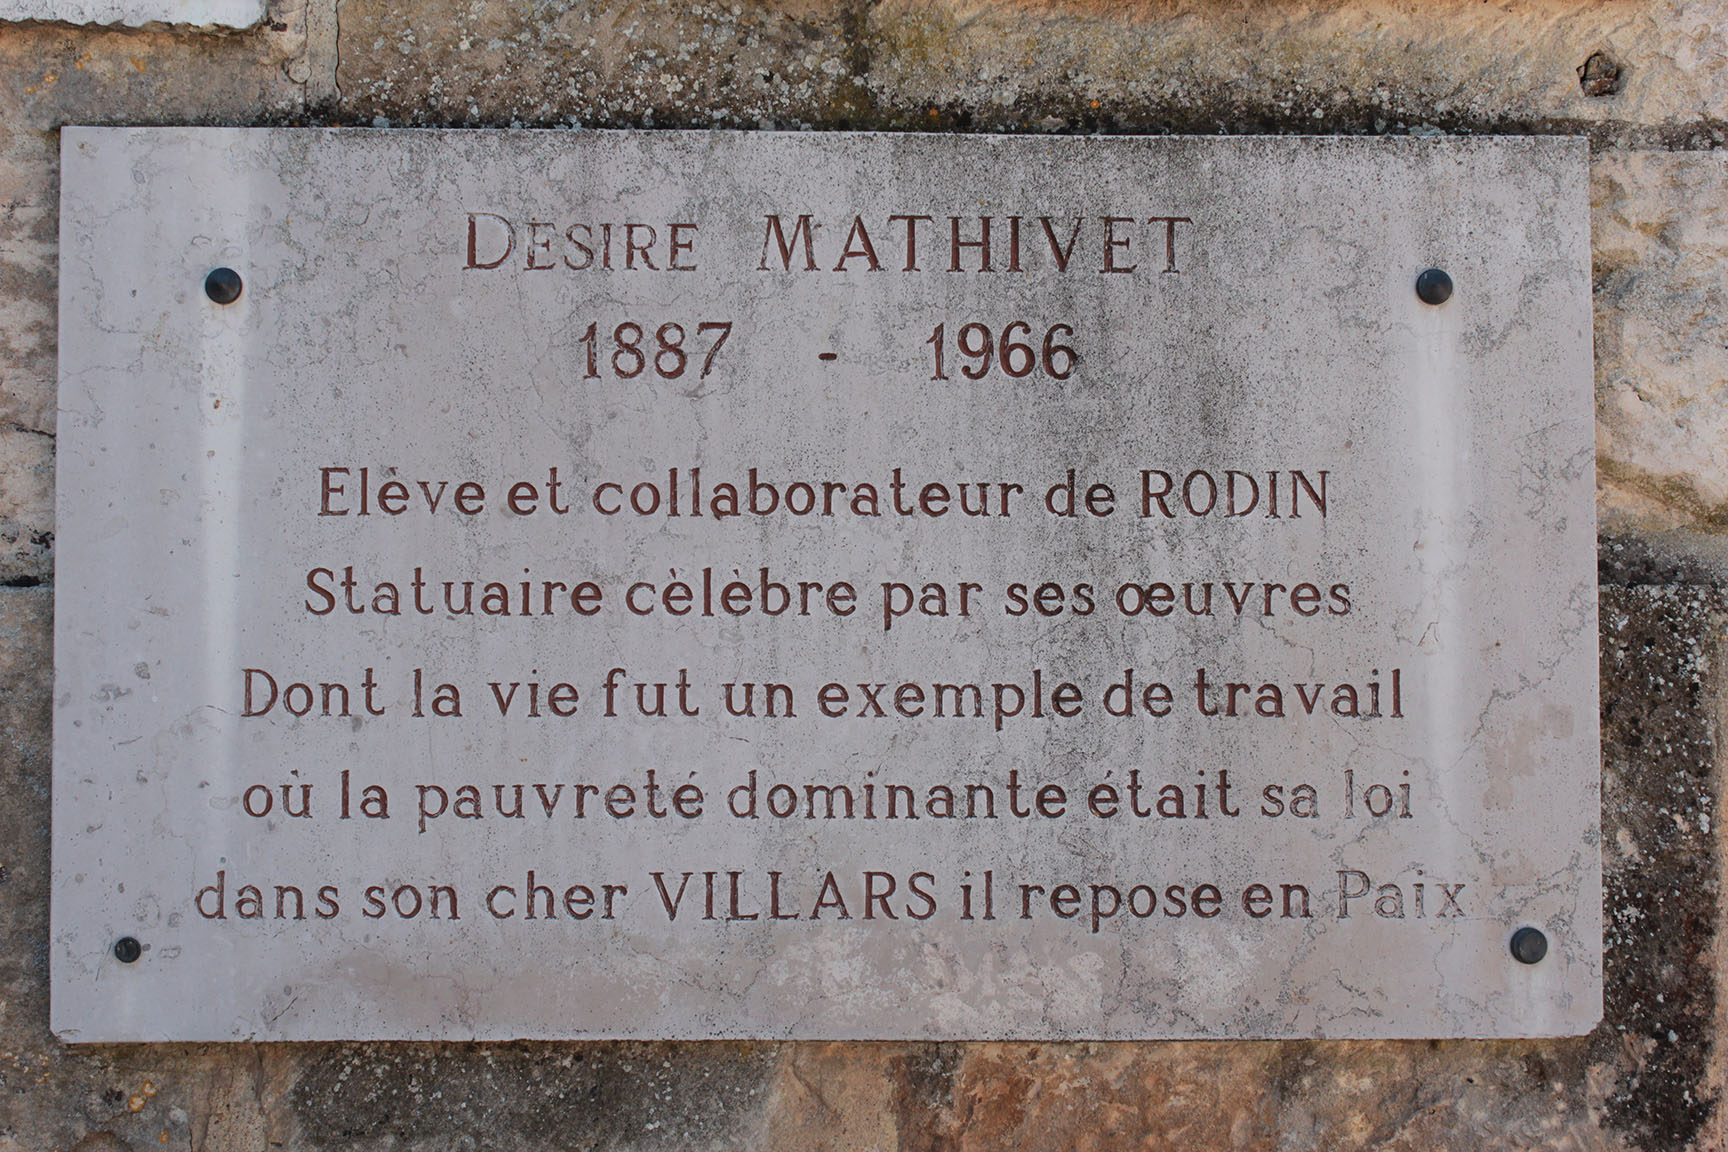 DESIRE MATHIVET
1887 - 1966
Elève et collaborateur de RODIN
Statuaire cèlèbre par ses œuvres
Dont la vie fut un exemple de travail
où la pauvreté dominante était sa loi
dans son cher VILLARS il repose en Paix